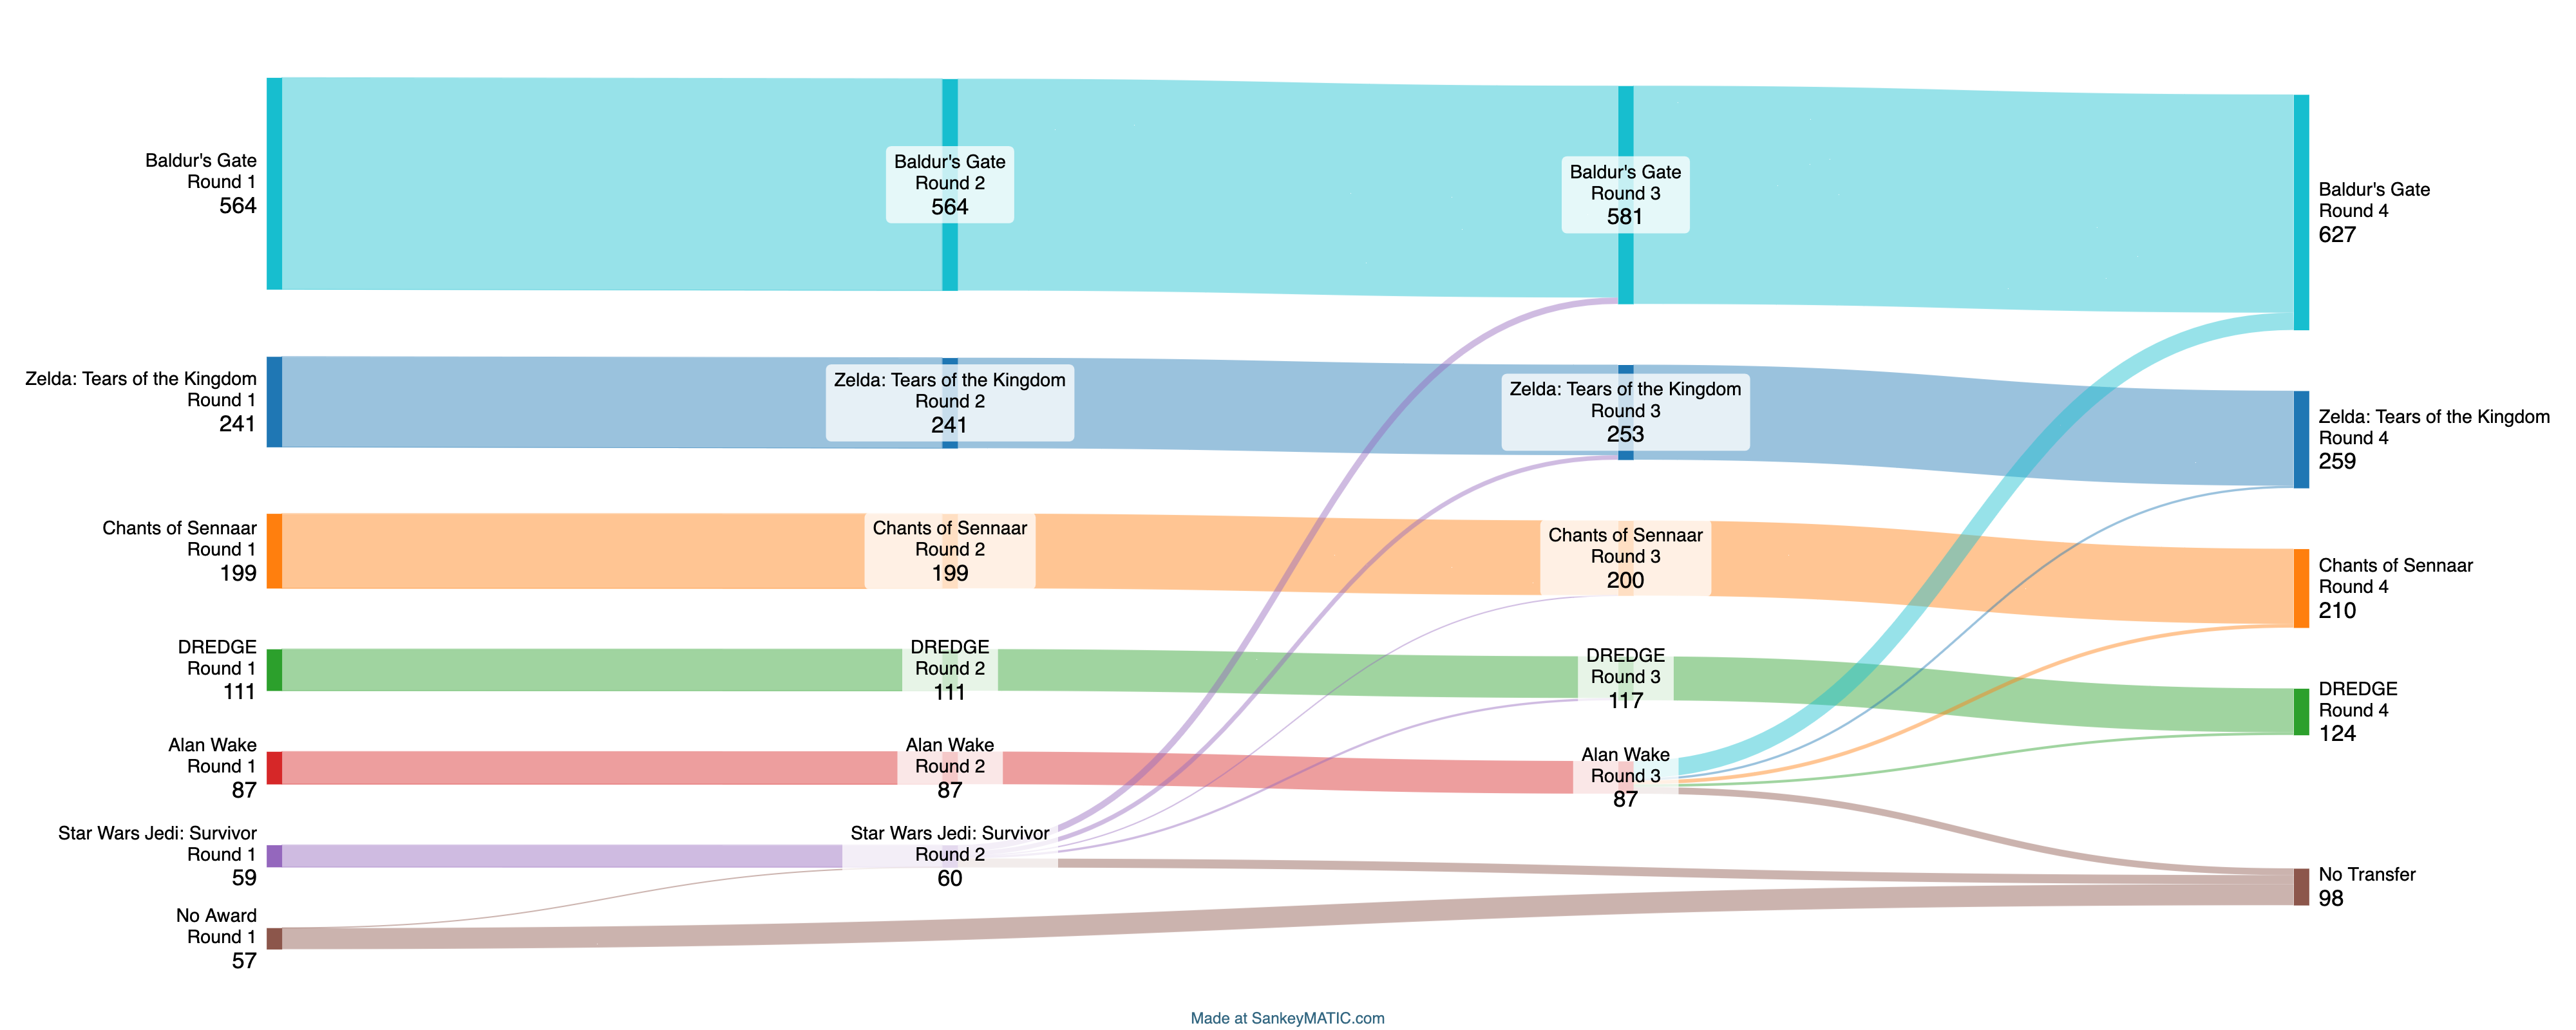 Baldur's Gate
Round 1
564
Zelda: Tears of the Kingdom
Round 1
241
Chants of Sennaar
Round 1
199
DREDGE
Round 1
111
Alan Wake
Round 1
87
Star Wars Jedi: Survivor
Round 1
59
No Award
Round 1
57
Baldur's Gate
Round 2
564
Zelda: Tears of the Kingdom
Round 2
241
Chants of Sennaar
Round 2
199
DREDGE
Round 2
111
Alan Wake
Round 2
87
Star Wars Jedi: Survivor
Round 2
60
Baldur's Gate
Round 3
581
Zelda: Tears of the Kingdom
Round 3
253
Chants of Sennaar
Round 3
200
DREDGE
Round 3
117
Alan Wake
Round 3
87
Baldur's Gate
Round 4
627
Zelda: Tears of the Kingdom
Round 4
259
Chants of Sennaar
Round 4
210
DREDGE
Round 4
124
No Transfer
98
Made at SankeyMATIC.com